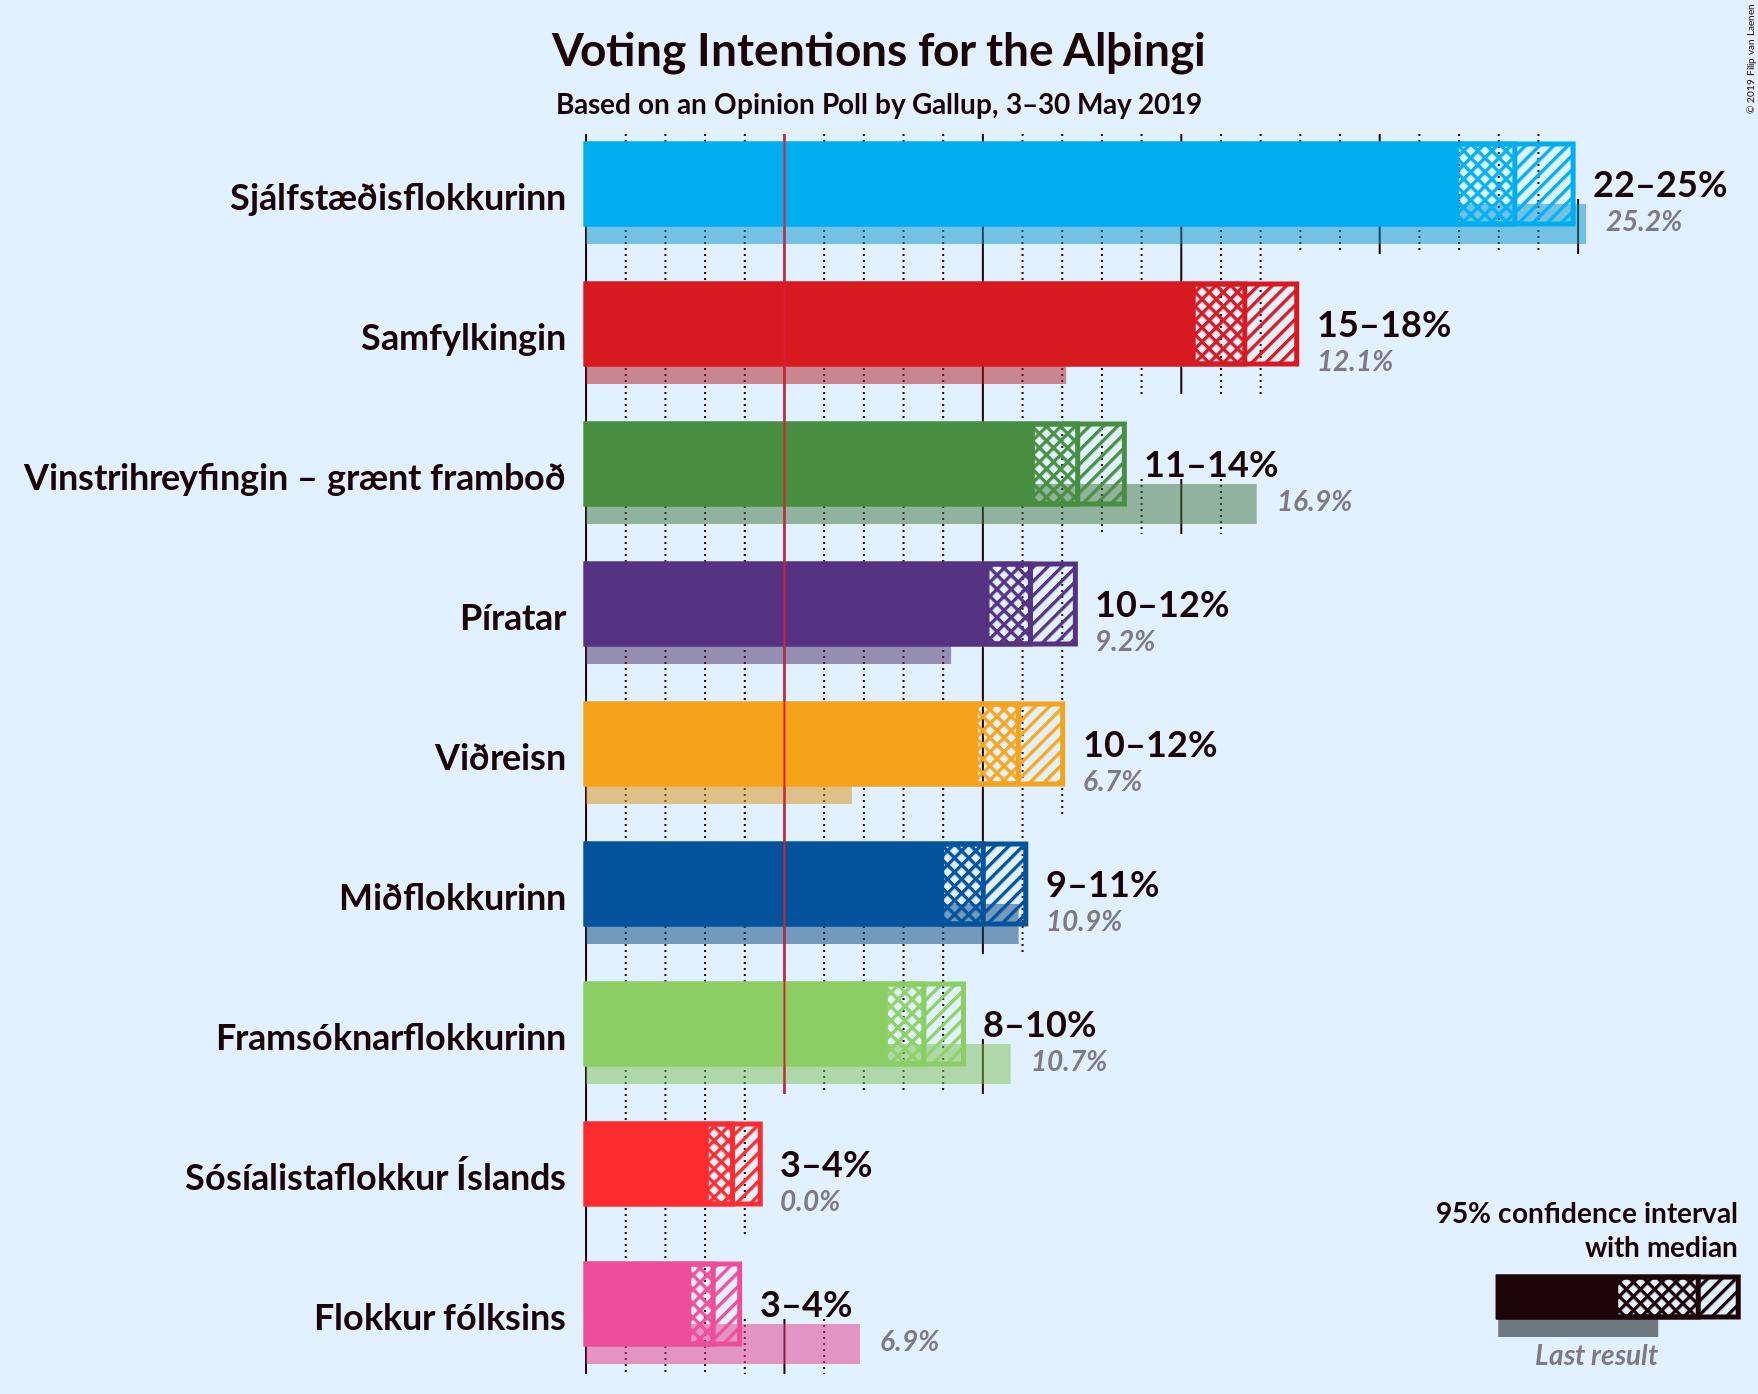 Voting Intentions for the Alþingi
Based on an Opinion Poll by Gallup, 3–30 May 2019
© 2019 Filip van Laenen
Sjálfstæðisflokkurinn
22–25%
25.2%
Samfylkingin
15–18%
12.1%
Vinstrihreyfingin – grænt framboð
11–14%
16.9%
Píratar
10–12%
9.2%
Viðreisn
10–12%
6.7%
Miðflokkurinn
9–11%
10.9%
Framsóknarflokkurinn
8–10%
10.7%
Sósíalistaflokkur Íslands
3–4%
0.0%
Flokkur fólksins
3–4%
6.9%
95% confidence interval
with median
Last result